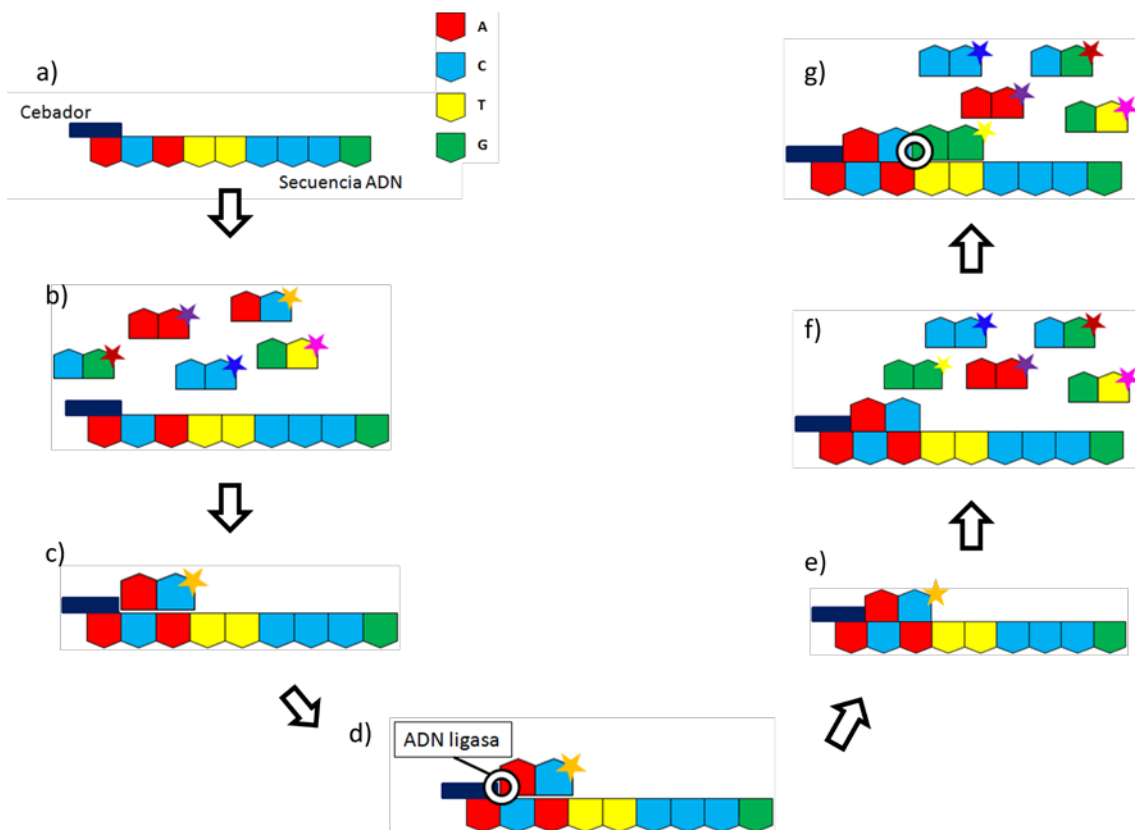 a)
Cebador
Secuencia ADN
A
C
T
G
b)
c)
d)
ADN ligasa
e)
f)
g)